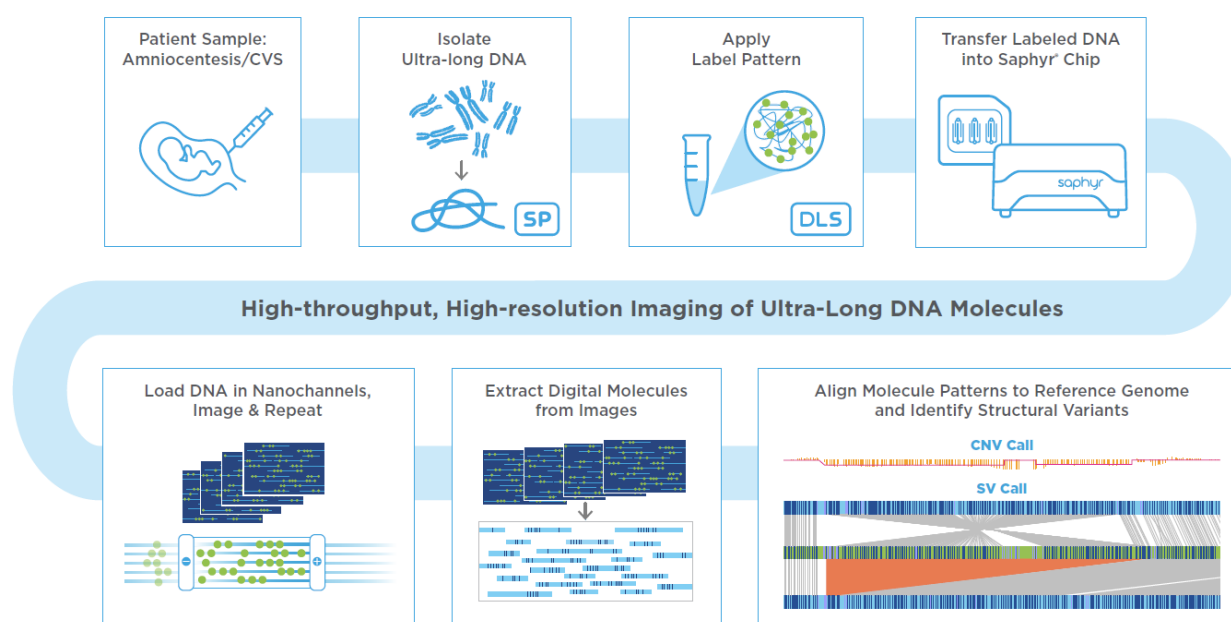 Patient Sample:
Amniocentesis/CVS
Isolate
Ultra-long DNA
SP
Apply
Label Pattern
DLS
Transfer Labeled DNA
into Saphyr® Chip
saphyr
High-throughput, High-resolution Imaging of Ultra-Long DNA Molecules
Load DNA in Nanochannels,
Image & Repeat
Extract Digital Molecules
from Images
Align Molecule Patterns to Reference Genome
and Identify Structural Variants
CNV Call
SV Call